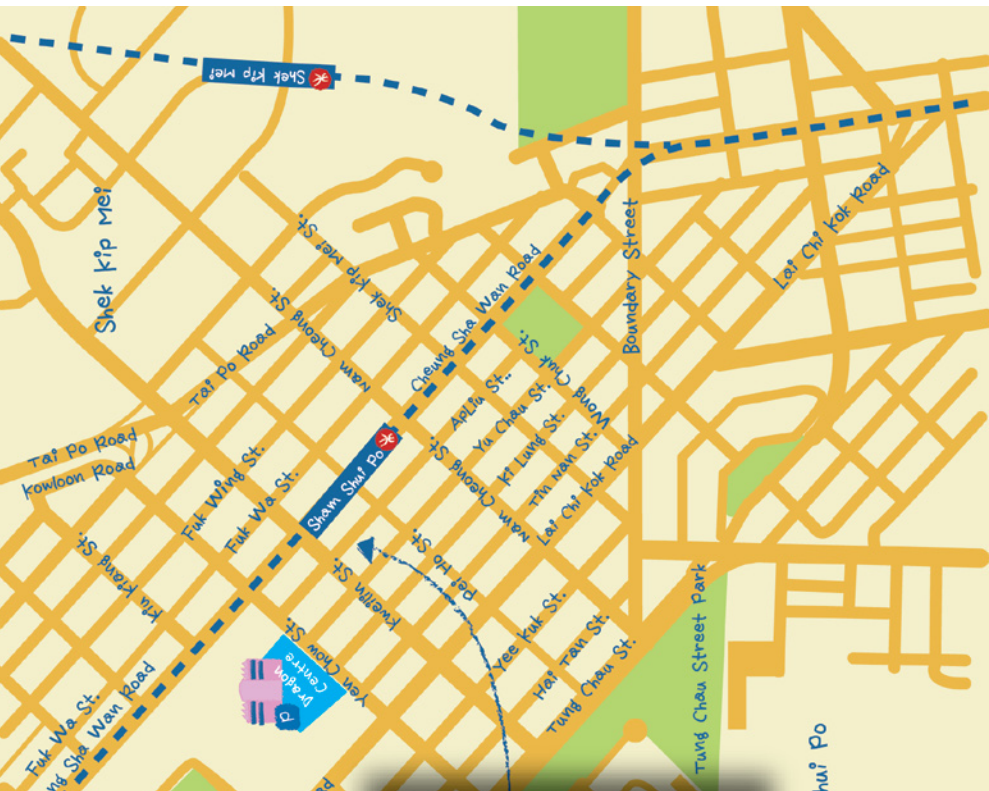 Shek Kip Mei
Shek Kip Mei
Shek Kip Mei St.
Lai Chi Kok Road
Boundary Street
Cheung Sha Wan Road
Nam Cheong St.
Tai Po Road
Wong Chuk St.
ApLiu St..
Yu Chau St.
Ki Lung St.
Tin Nan St.
Lai Chi Kok Road
Nam Cheong St.
Sham Shui Po
Tai Po Road
Kowloon Road
Fuk Wing St.
Fuk Wa St.
Kiu Kiang St.
Pei Ho St.
Kweilin St.
Yen Chow St.
Yee Kuk St.
Hai Tan St.
Tung Chau St.
Tung Chau Street Park
Dragon
Centre
Fuk Wa St.
ng Sha Wan Road
hui Po